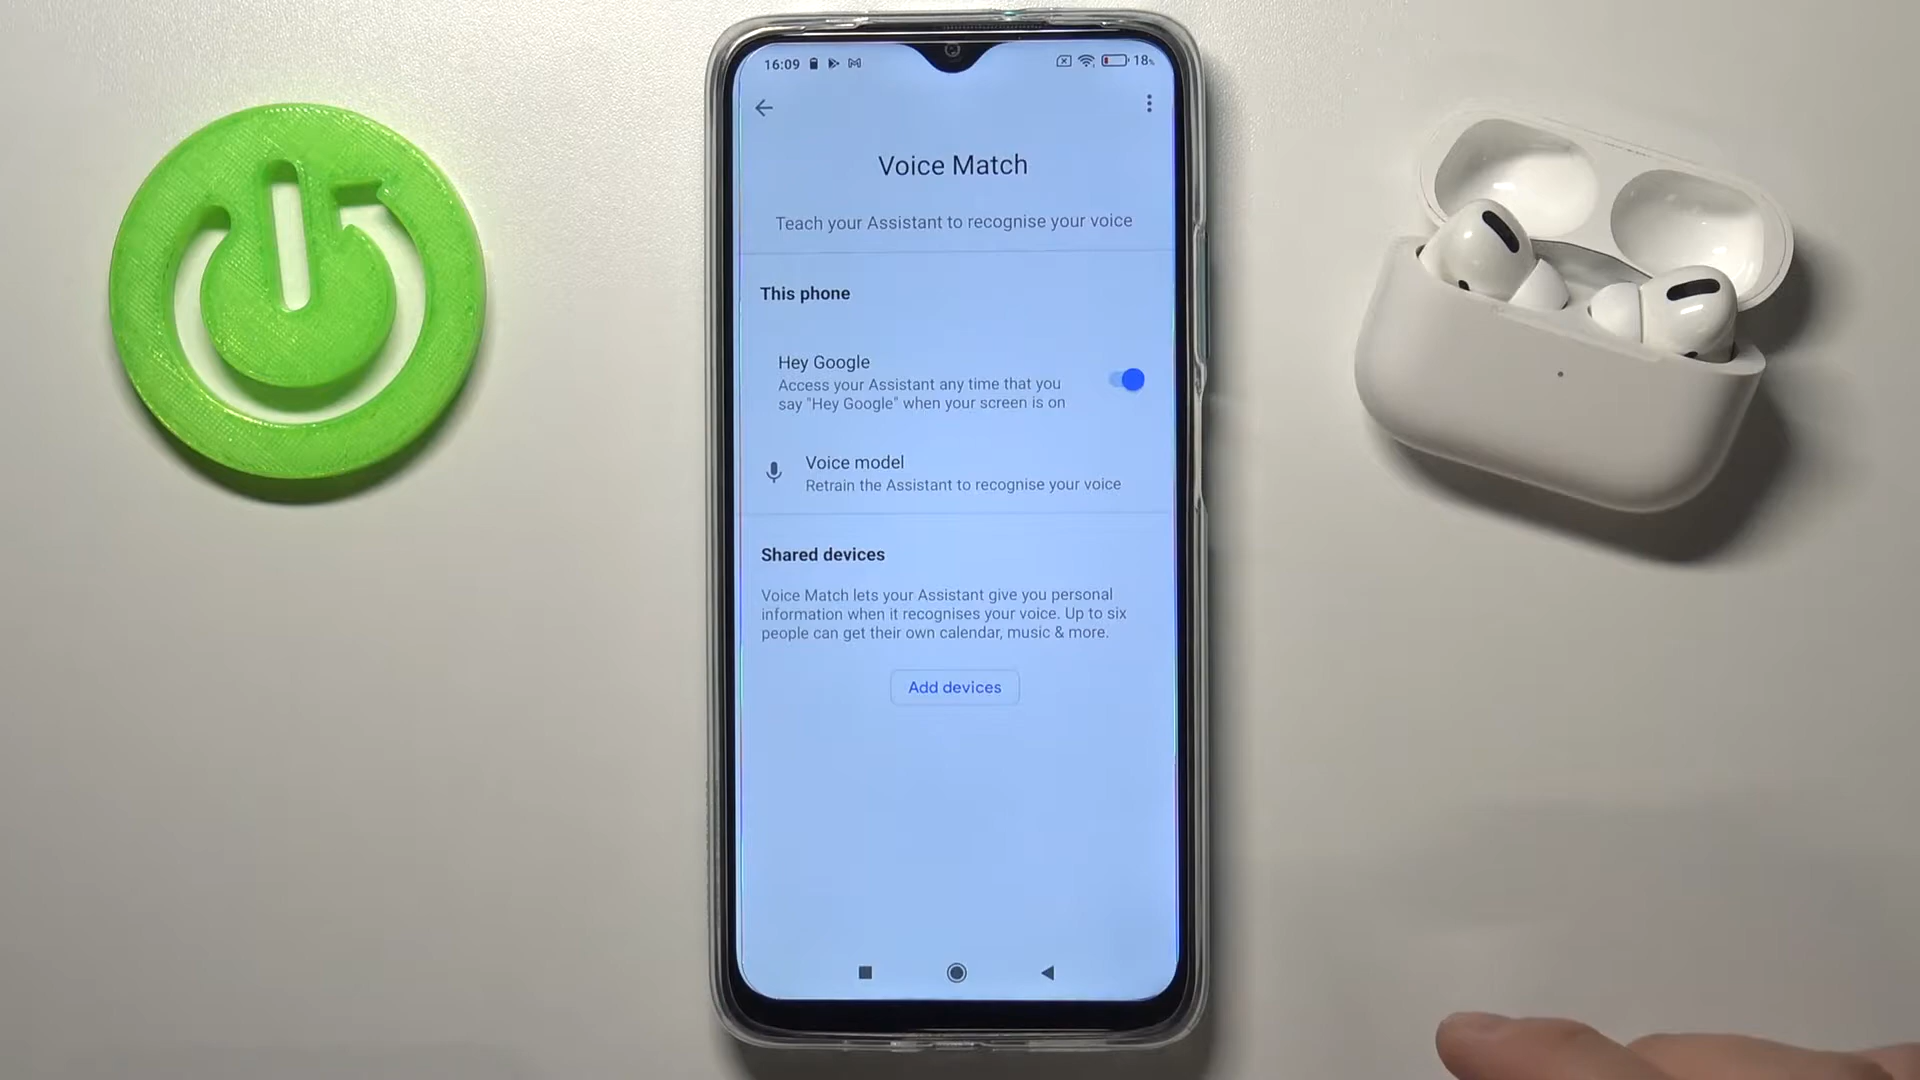 16:09
18%
Voice Match
Teach your Assistant to recognise your voice
This phone
Hey Google
Access your Assistant any time that you
say "Hey Google" when your screen is on
Voice model
Retrain the Assistant to recognise your voice
Shared devices
Voice Match lets your Assistant give you personal
information when it recognises your voice. Up to six
people can get their own calendar, music & more.
Add devices